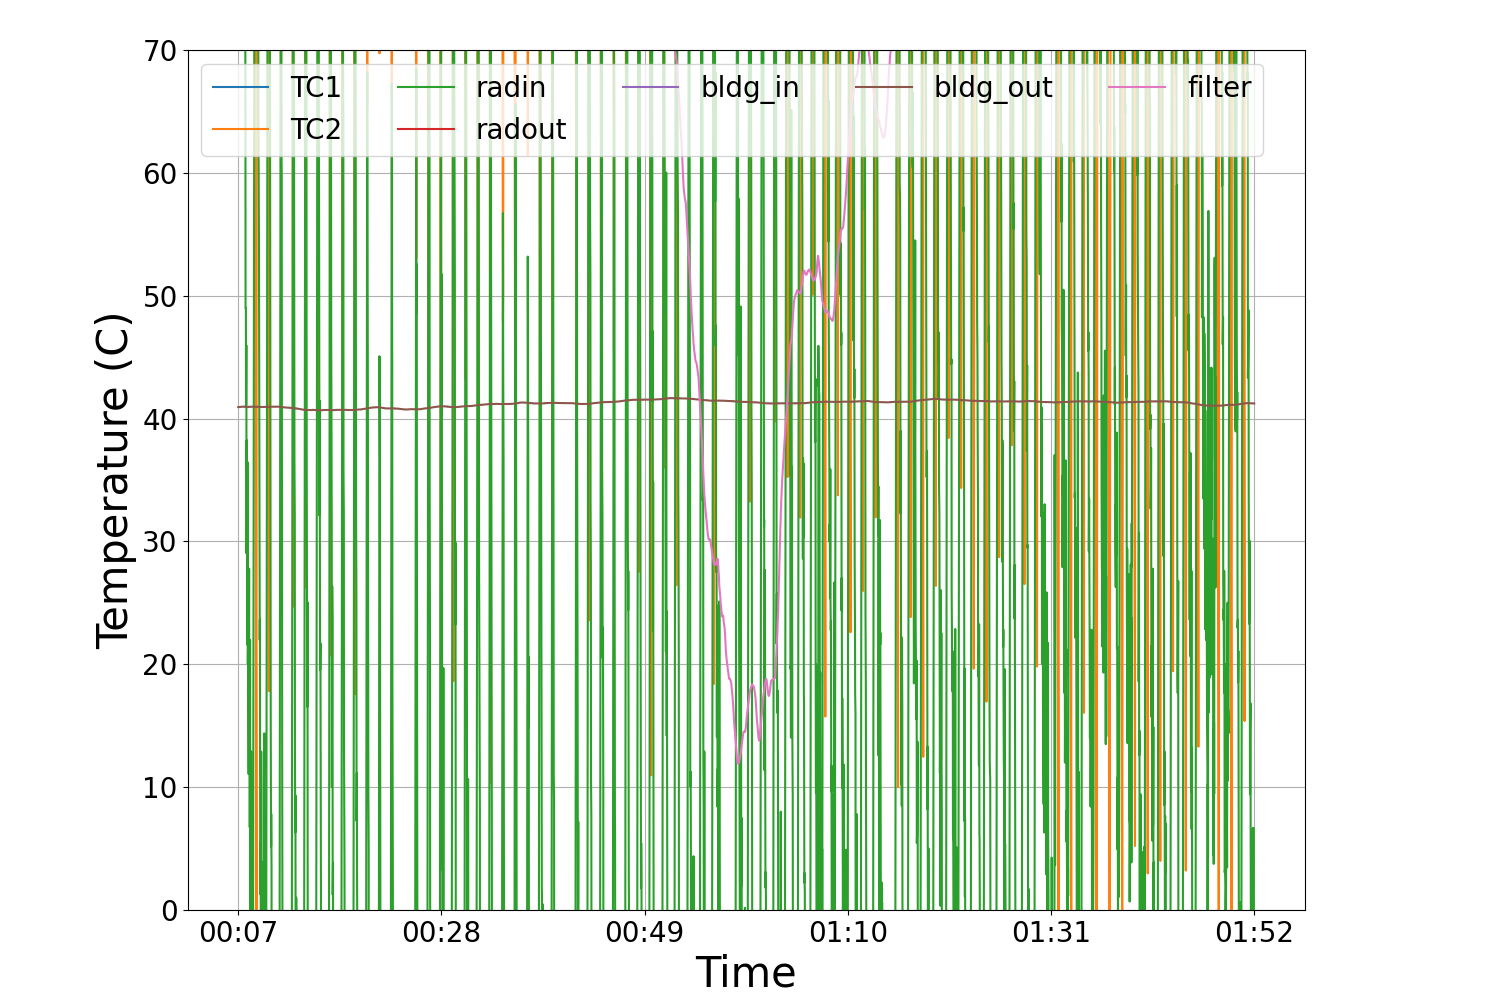 70
60
50
40
30
20
10
0
Temperature (C)
TC1
TC2
radin
radout
bldg_in
bldg_out
filter
00:07
00:28
00:49
01:10
01:31
01:52
Time